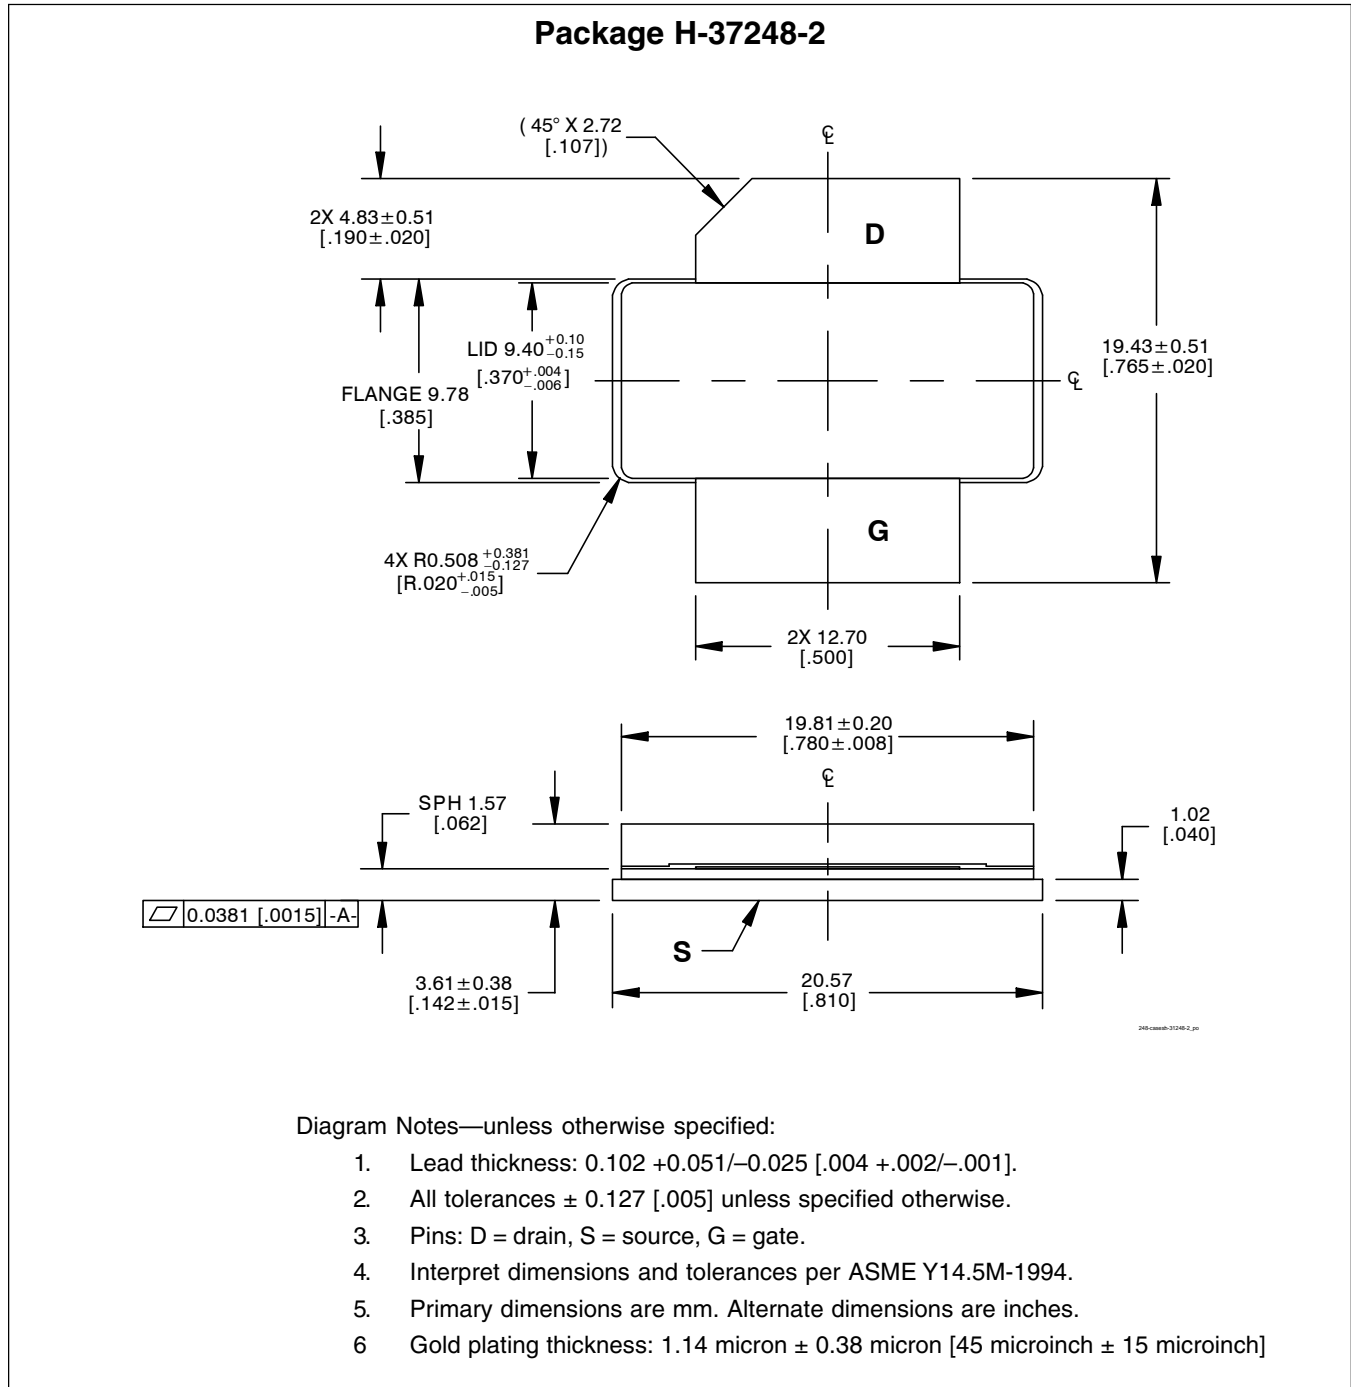 Package H-37248-2
( 45° X 2.72
[.107])
℄
2X 4.83±0.51
[.190±.020]
D
LID 9.40 +0.10 −0.15
[.370 +.004 −.006]
19.43±0.51
[.765±.020]
℄
FLANGE 9.78
[.385]
G
4X R0.508 +0.381 −0.127
[R.020 +.015 −.005]
2X 12.70
[.500]
19.81±0.20
[.780±.008]
℄
SPH 1.57
[.062]
1.02
[.040]
⏥ 0.0381 [.0015] -A-
S
3.61±0.38
[.142±.015]
20.57
[.810]
248-casesb-31248-2_po
Diagram Notes—unless otherwise specified:
1. Lead thickness: 0.102 +0.051/–0.025 [.004 +.002/–.001].
2. All tolerances ± 0.127 [.005] unless specified otherwise.
3. Pins: D = drain, S = source, G = gate.
4. Interpret dimensions and tolerances per ASME Y14.5M-1994.
5. Primary dimensions are mm. Alternate dimensions are inches.
6 Gold plating thickness: 1.14 micron ± 0.38 micron [45 microinch ± 15 microinch]